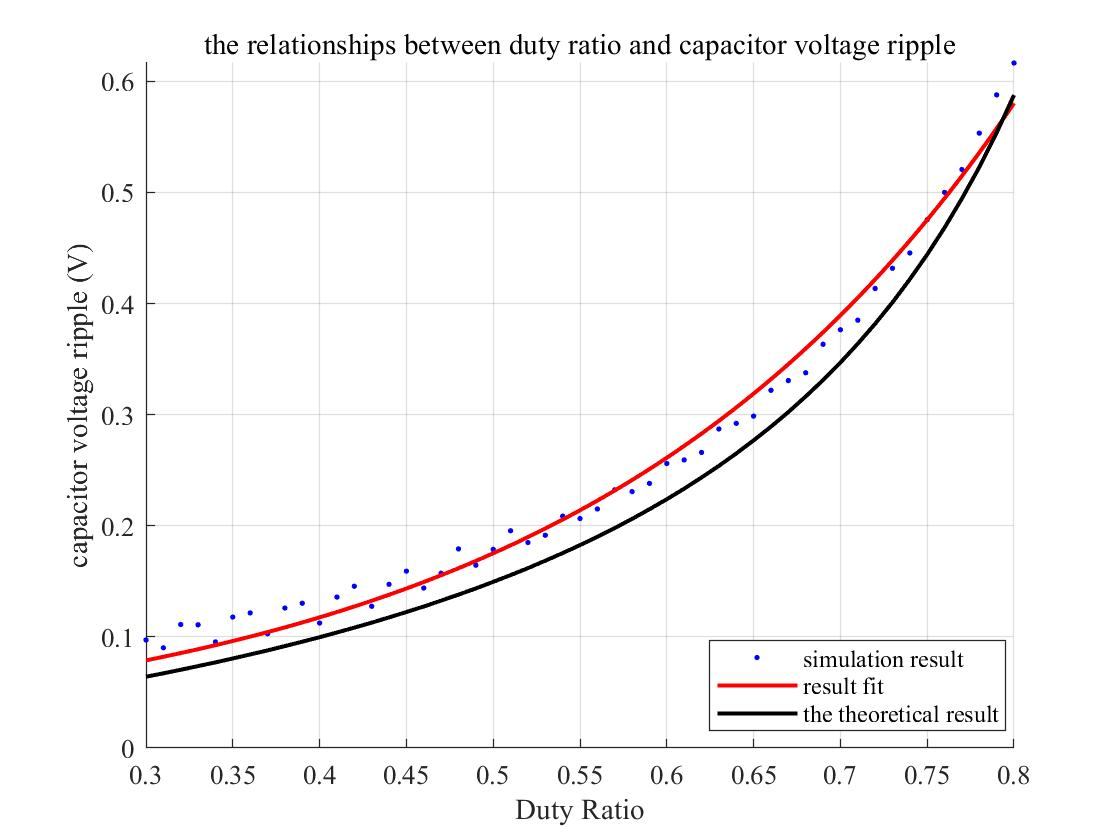 the relationships between duty ratio and capacitor voltage ripple
0.6
0.5
0.4
0.3
0.2
0.1
0
capacitor voltage ripple (V)
simulation result
result fit
the theoretical result
0.3 0.35 0.4 0.45 0.5 0.55 0.6 0.65 0.7 0.75 0.8
Duty Ratio